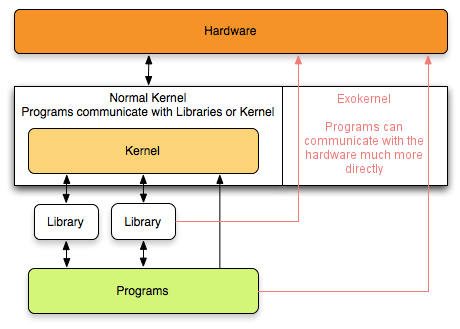 Hardware
Normal Kernel
Programs communicate with Libraries or Kernel
Kernel
Exokernel
Programs can
communicate with the
hardware much more
directly
Library
Library
Programs